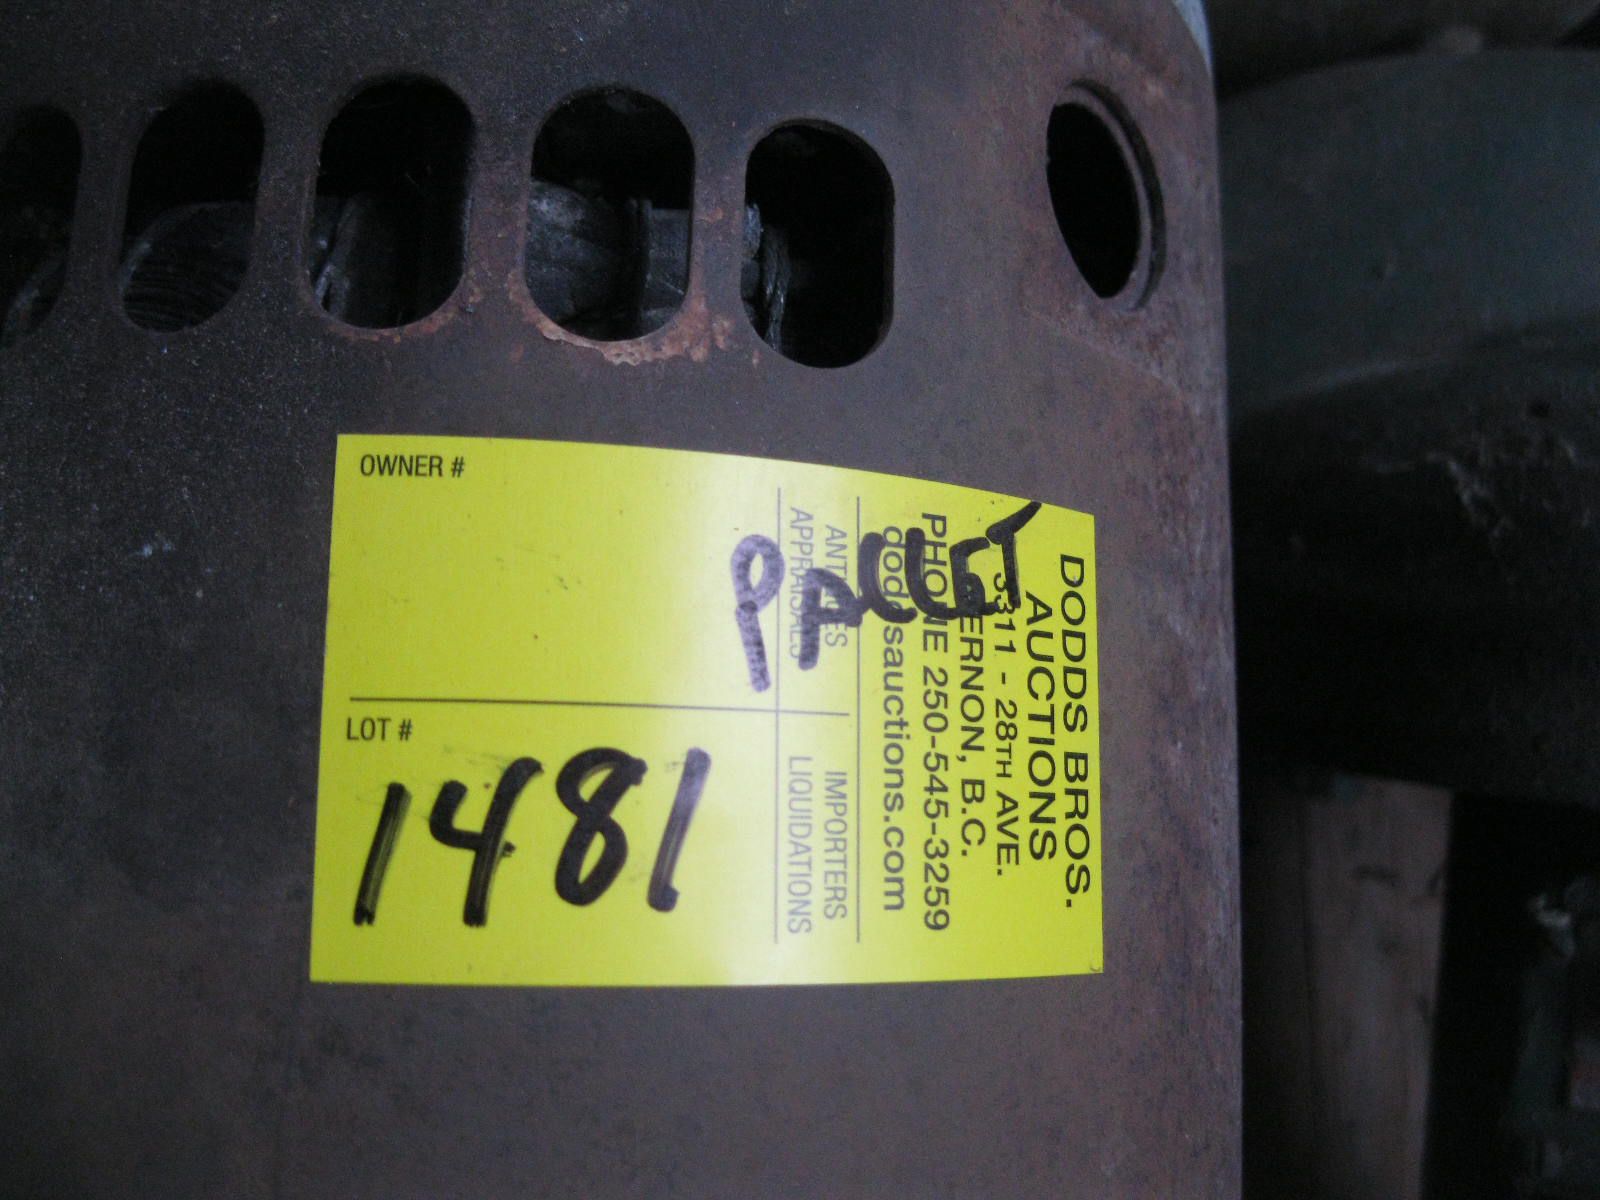 OWNER #
LOT #
1481
DODDS BROS.
AUCTIONS
3311 - 28TH AVE.
VERNON, B.C.
PHONE 250-545-3259
doddsauctions.com
ANTIQUES IMPORTERS
APPRAISALS LIQUIDATIONS